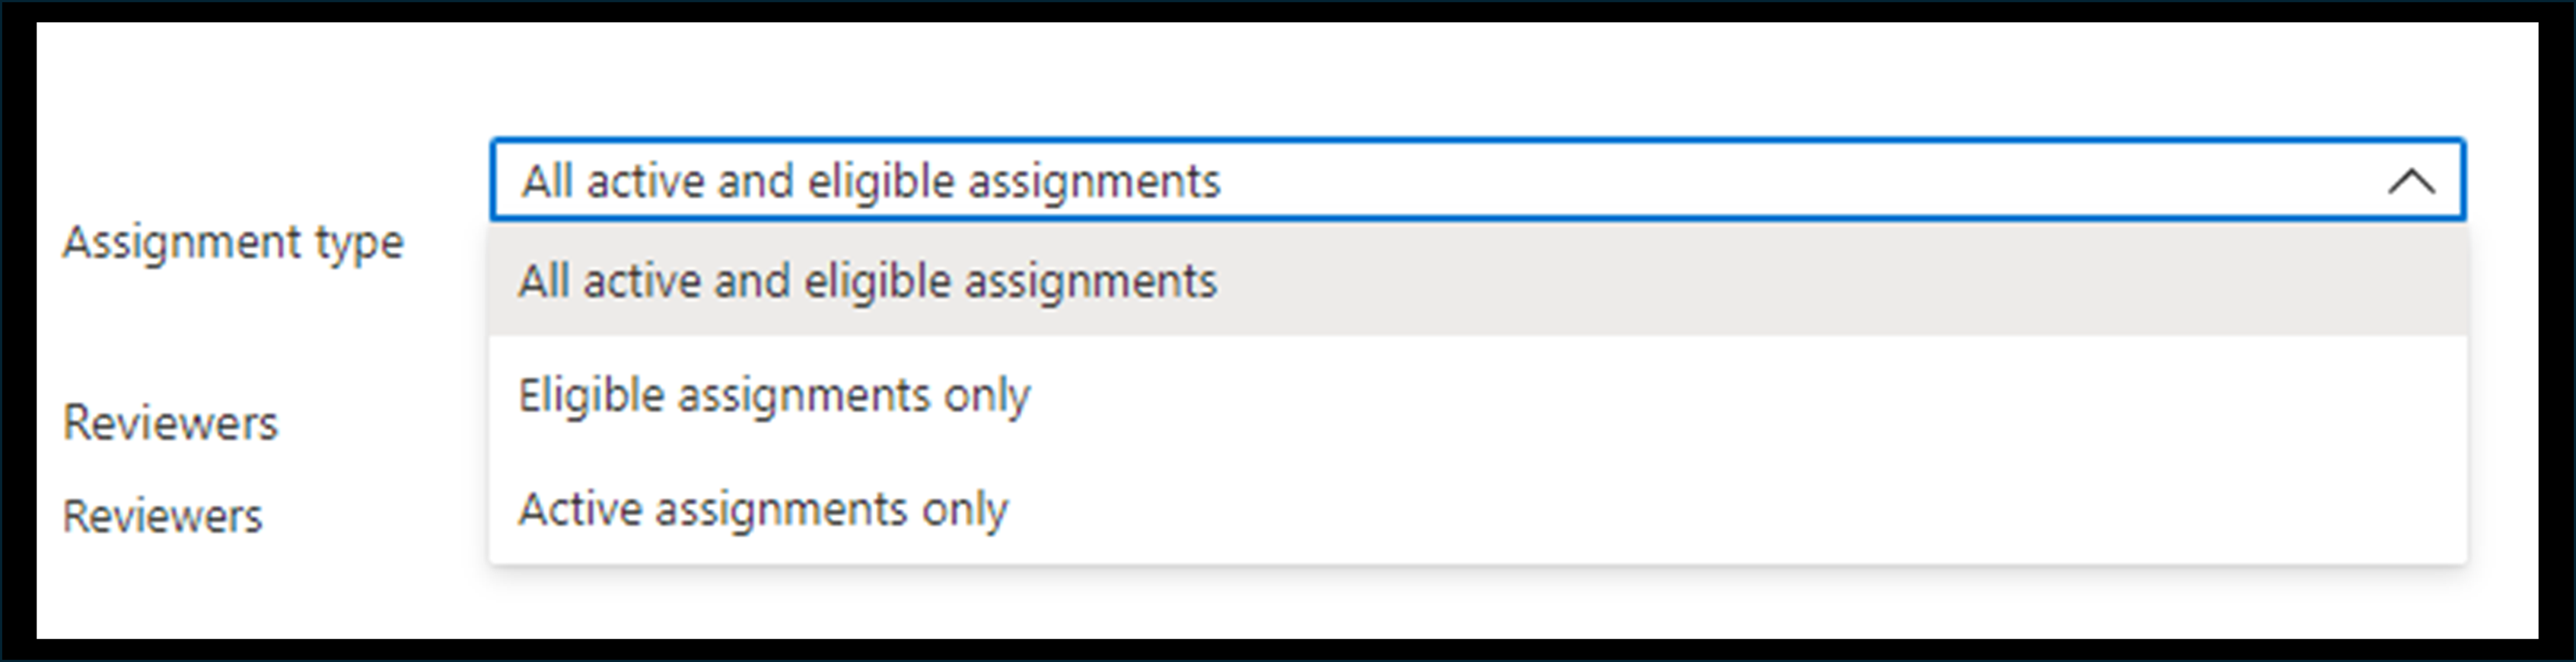 All active and eligible assignments
Assignment type
All active and eligible assignments
Eligible assignments only
Reviewers
Active assignments only
Reviewers